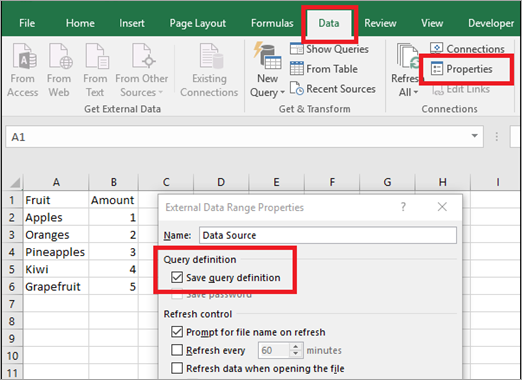 File Home Insert Page Layout Formulas Data Review View Developer
Show Queries
From Table
Recent Sources
Connections
Properties
Edit Links
From Access
From Web
From Text
From Other Sources
Existing Connections
New Query
Refresh All
Get External Data Get & Transform Connections
A1
A B C D E F G H I
1 Fruit Amount
2 Apples 1
3 Oranges 2
4 Pineapples 3
5 Kiwi 4
6 Grapefruit 5
7
8
9
10
11
External Data Range Properties ? ×
Name: Data Source
Query definition
Save query definition
Save password
Refresh control
Prompt for file name on refresh
Refresh every 60 minutes
Refresh data when opening the file